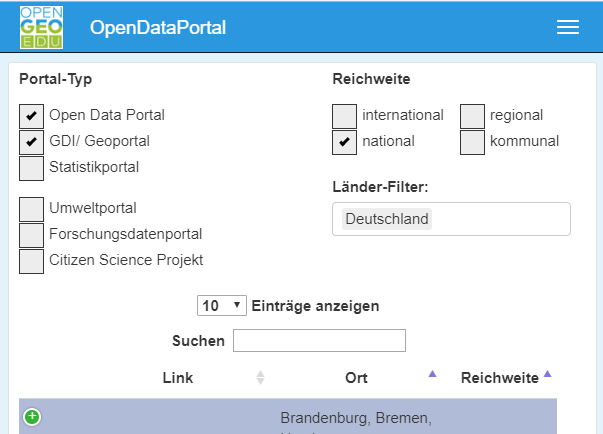 OPEN
GEO
EDU
OpenDataPortal
Portal-Typ
Open Data Portal
GDI/ Geoportal
Statistikportal
Umweltportal
Forschungsdatenportal
Citizen Science Projekt
Reichweite
international
regional
national
kommunal
Länder-Filter:
Deutschland
10 Einträge anzeigen
Suchen
Link Ort Reichweite
Brandenburg, Bremen,